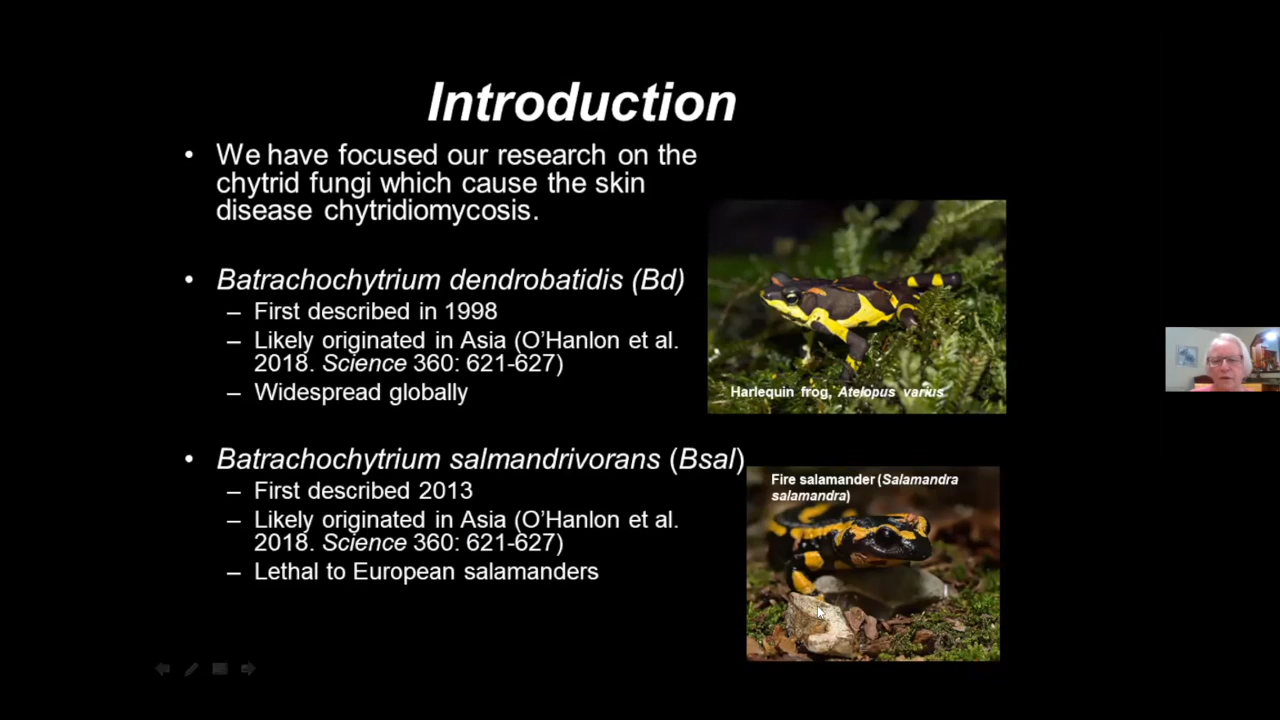 Introduction
• We have focused our research on the
chytrid fungi which cause the skin
disease chytridiomycosis.
• Batrachochytrium dendrobatidis (Bd)
– First described in 1998
– Likely originated in Asia (O’Hanlon et al.
2018. Science 360: 621-627)
– Widespread globally
Harlequin frog, Atelopus varius
• Batrachochytrium salmandrivorans (Bsal)
– First described 2013
– Likely originated in Asia (O’Hanlon et al.
2018. Science 360: 621-627)
– Lethal to European salamanders
Fire salamander (Salamandra
salamandra)